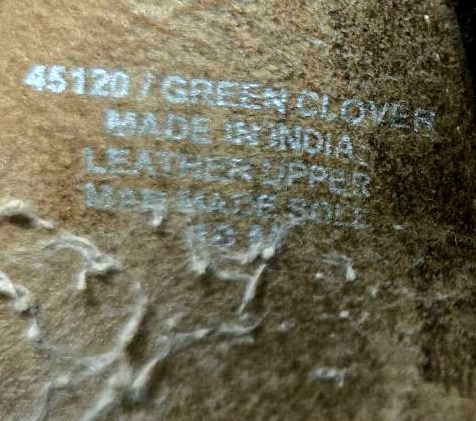 45120 / GREEN CLOVER
MADE IN INDIA
LEATHER UPPER
MAN MADE SOLE